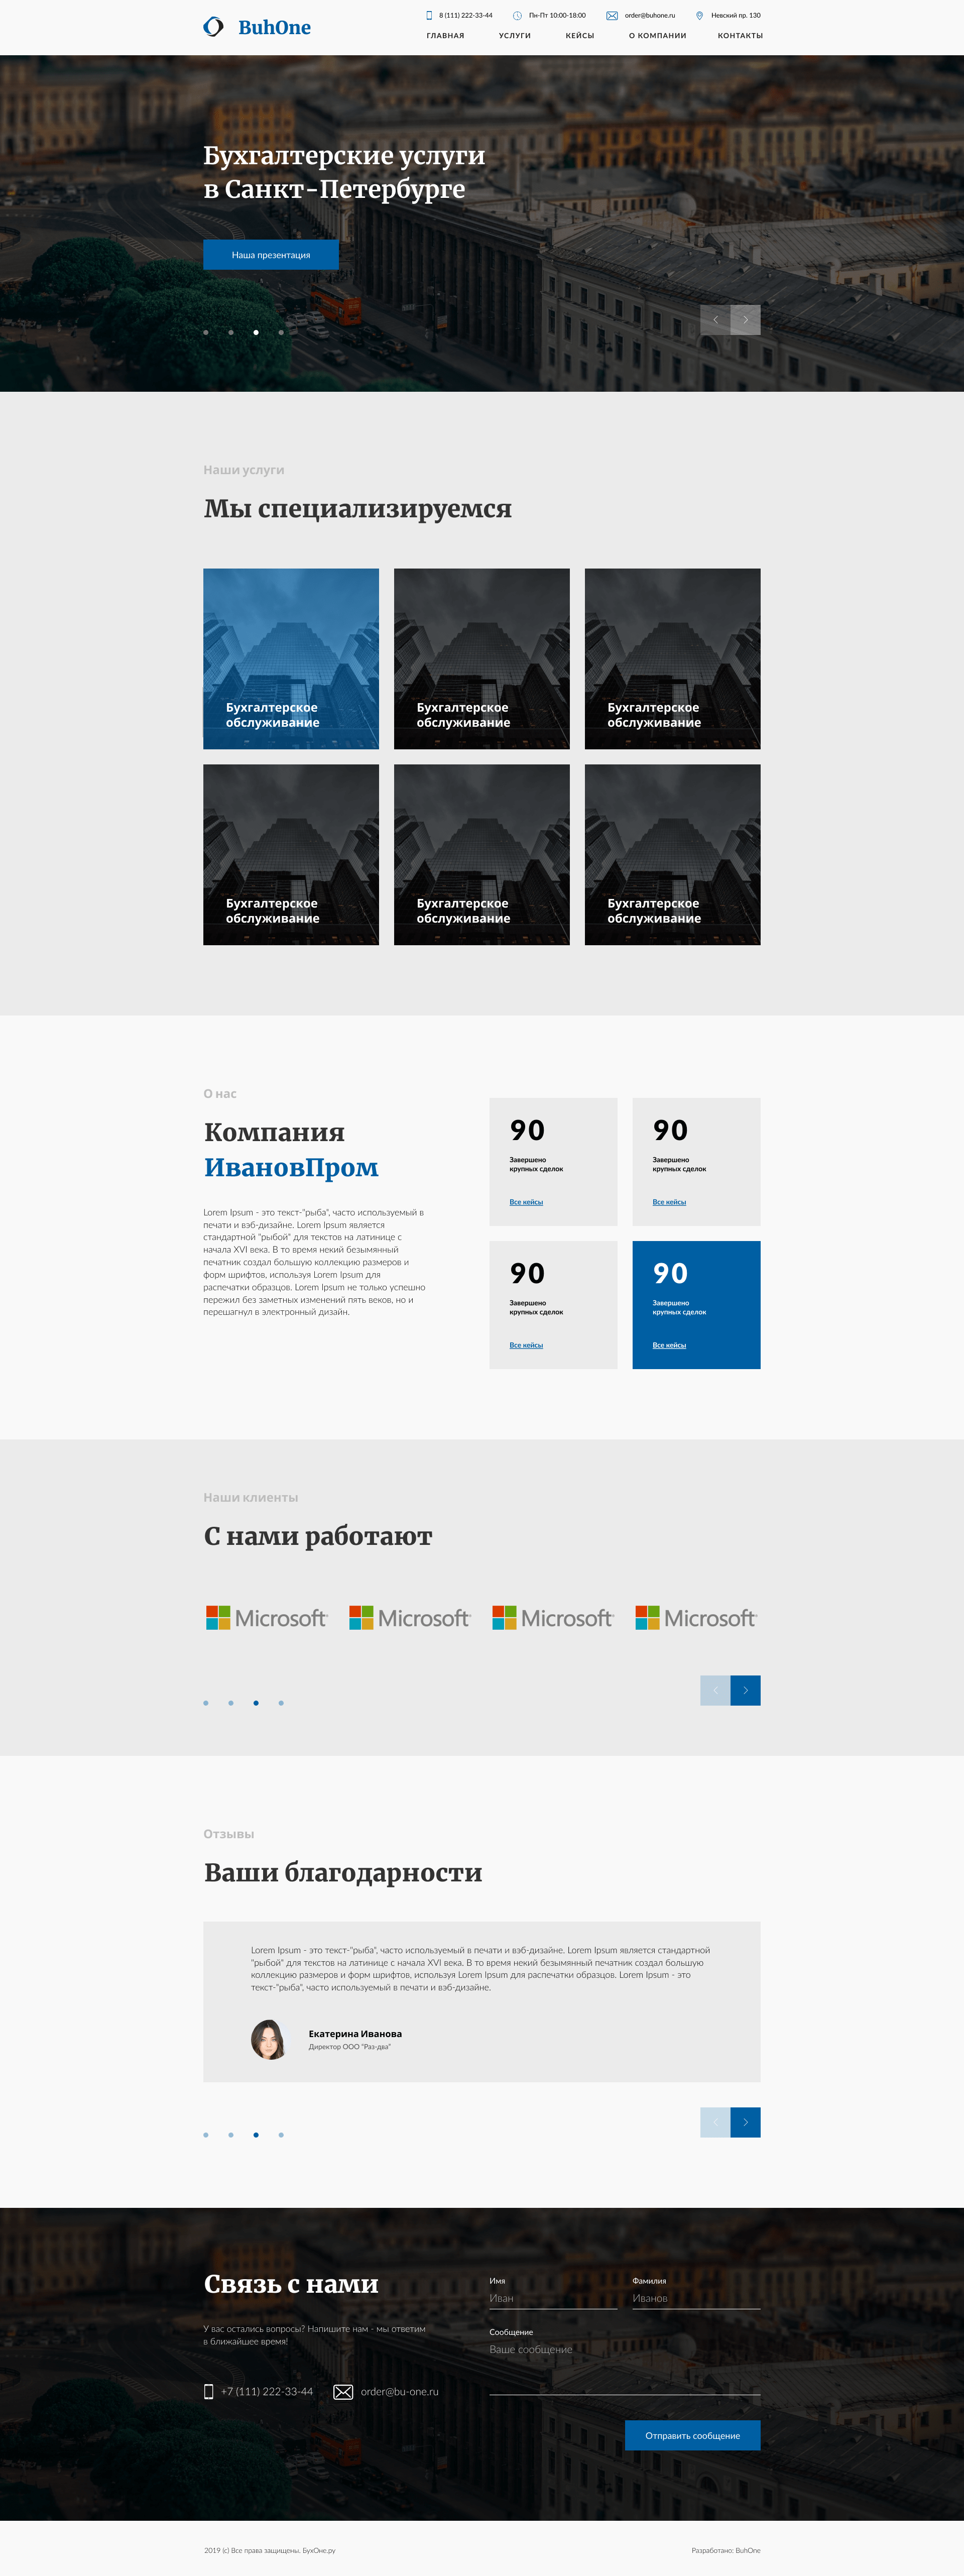 BuhOne
8 (111) 222-33-44
Пн-Пт 10:00-18:00
order@buhone.ru
Невский пр. 130
ГЛАВНАЯ
УСЛУГИ
КЕЙСЫ
О КОМПАНИИ
КОНТАКТЫ
Бухгалтерские услуги
в Санкт-Петербурге
Наша презентация
Наши услуги
Мы специализируемся
Бухгалтерское
обслуживание
Бухгалтерское
обслуживание
Бухгалтерское
обслуживание
Бухгалтерское
обслуживание
Бухгалтерское
обслуживание
Бухгалтерское
обслуживание
О нас
Компания
ИвановПром
Lorem Ipsum - это текст-"рыба", часто используемый в
печати и вэб-дизайне. Lorem Ipsum является
стандартной "рыбой" для текстов на латинице с
начала XVI века. В то время некий безымянный
печатник создал большую коллекцию размеров и
форм шрифтов, используя Lorem Ipsum для
распечатки образцов. Lorem Ipsum не только успешно
пережил без заметных изменений пять веков, но и
перешагнул в электронный дизайн.
90
Завершено
крупных сделок
Все кейсы
90
Завершено
крупных сделок
Все кейсы
90
Завершено
крупных сделок
Все кейсы
90
Завершено
крупных сделок
Все кейсы
Наши клиенты
С нами работают
Microsoft
Microsoft
Microsoft
Microsoft
Отзывы
Ваши благодарности
Lorem Ipsum - это текст-"рыба", часто используемый в печати и вэб-дизайне. Lorem Ipsum является стандартной
"рыбой" для текстов на латинице с начала XVI века. В то время некий безымянный печатник создал большую
коллекцию размеров и форм шрифтов, используя Lorem Ipsum для распечатки образцов. Lorem Ipsum - это
текст-"рыба", часто используемый в печати и вэб-дизайне.
Екатерина Иванова
Директор ООО "Раз-два"
Связь с нами
У вас остались вопросы? Напишите нам - мы ответим
в ближайшее время!
+7 (111) 222-33-44
order@bu-one.ru
Имя
Иван
Фамилия
Иванов
Сообщение
Ваше сообщение
Отправить сообщение
2019 (c) Все права защищены. БухОне.ру
Разработано: BuhOne